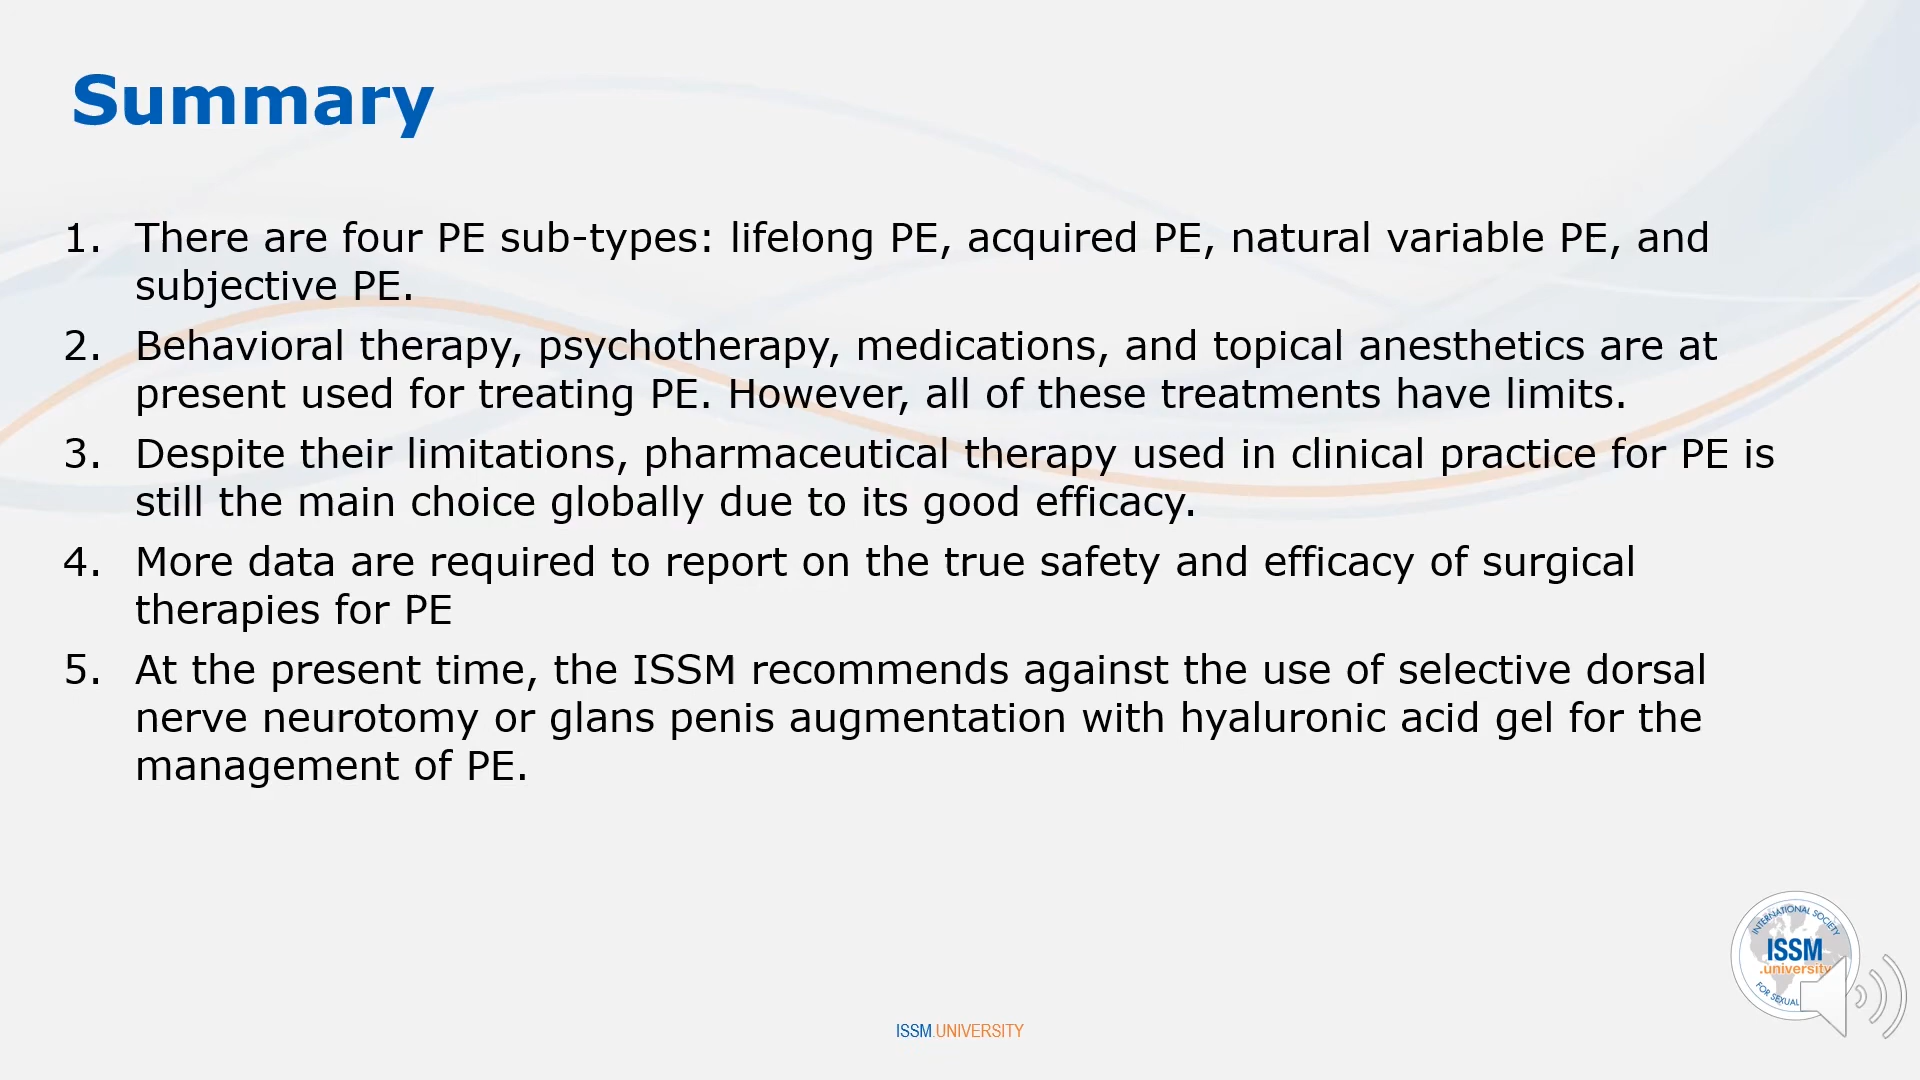 Summary
1. There are four PE sub-types: lifelong PE, acquired PE, natural variable PE, and
subjective PE.
2. Behavioral therapy, psychotherapy, medications, and topical anesthetics are at
present used for treating PE. However, all of these treatments have limits.
3. Despite their limitations, pharmaceutical therapy used in clinical practice for PE is
still the main choice globally due to its good efficacy.
4. More data are required to report on the true safety and efficacy of surgical
therapies for PE
5. At the present time, the ISSM recommends against the use of selective dorsal
nerve neurotomy or glans penis augmentation with hyaluronic acid gel for the
management of PE.
INTERNATIONAL SOCIETY
ISSM
.university
FOR SEXUAL
ISSM.UNIVERSITY